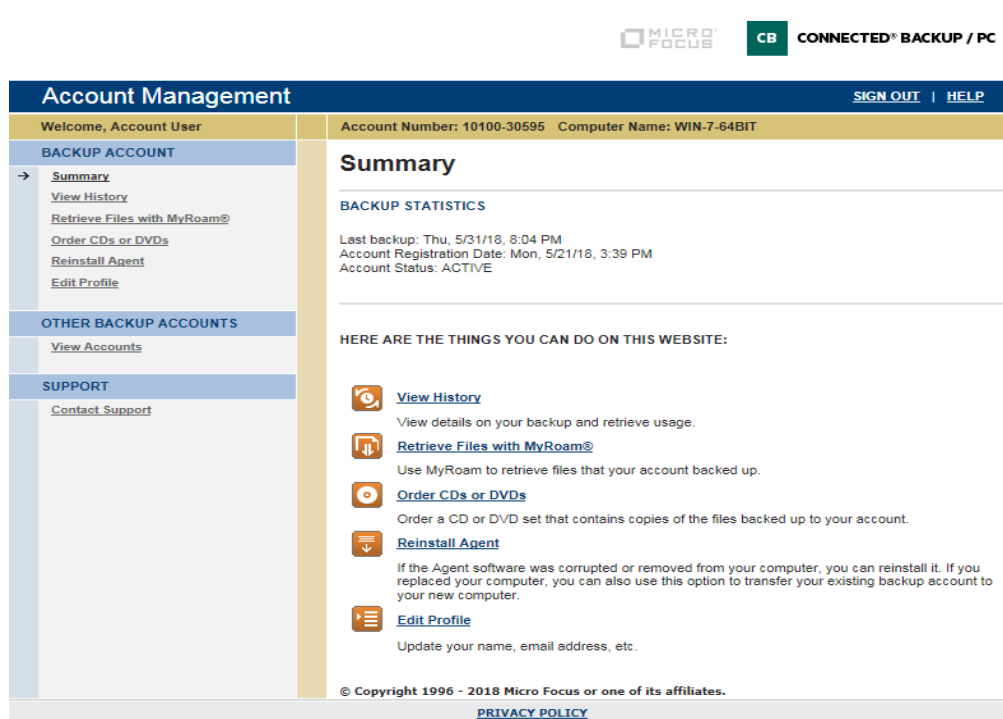 MICRO FOCUS
CB CONNECTED® BACKUP / PC
Account Management
SIGN OUT | HELP
Welcome, Account User
Account Number: 10100-30595 Computer Name: WIN-7-64BIT
BACKUP ACCOUNT
→ Summary
View History
Retrieve Files with MyRoam®
Order CDs or DVDs
Reinstall Agent
Edit Profile
OTHER BACKUP ACCOUNTS
View Accounts
SUPPORT
Contact Support
Summary
BACKUP STATISTICS
Last backup: Thu, 5/31/18, 8:04 PM
Account Registration Date: Mon, 5/21/18, 3:39 PM
Account Status: ACTIVE
HERE ARE THE THINGS YOU CAN DO ON THIS WEBSITE:
View History
View details on your backup and retrieve usage.
Retrieve Files with MyRoam®
Use MyRoam to retrieve files that your account backed up.
Order CDs or DVDs
Order a CD or DVD set that contains copies of the files backed up to your account.
Reinstall Agent
If the Agent software was corrupted or removed from your computer, you can reinstall it. If you
replaced your computer, you can also use this option to transfer your existing backup account to
your new computer.
Edit Profile
Update your name, email address, etc.
© Copyright 1996 - 2018 Micro Focus or one of its affiliates.
PRIVACY POLICY